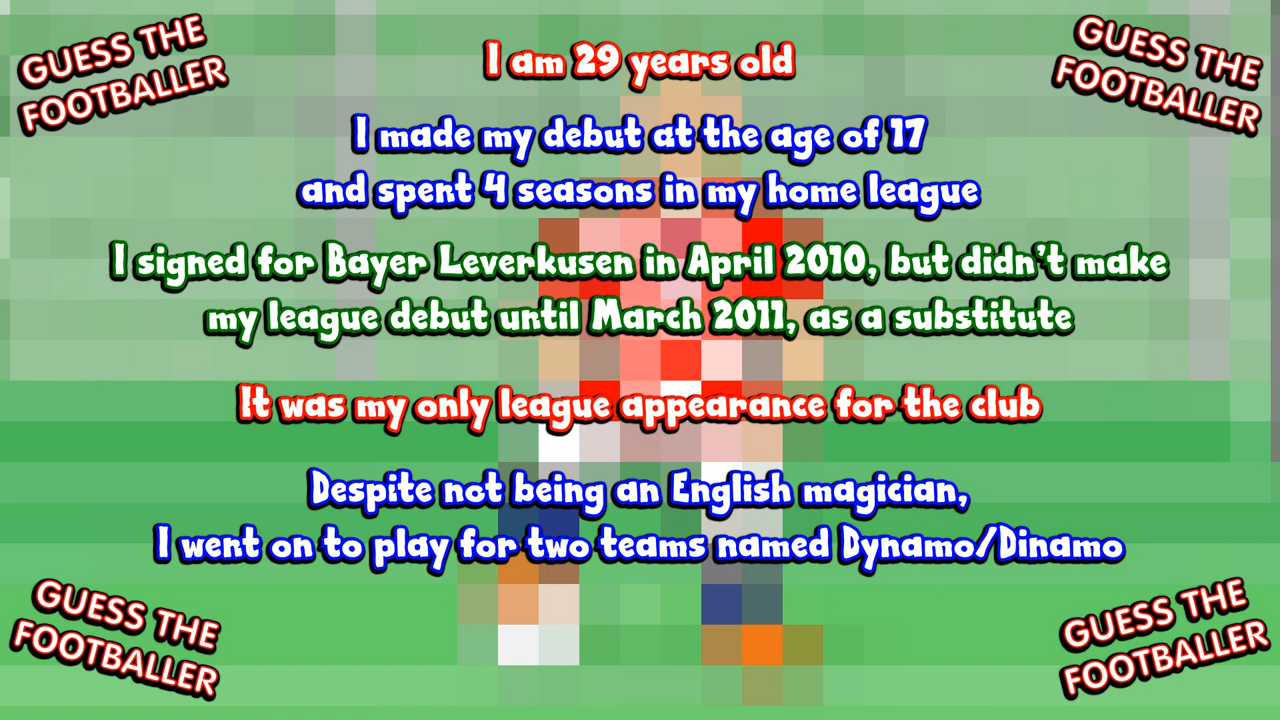 GUESS THE
FOOTBALLER
GUESS THE
FOOTBALLER
I am 29 years old
I made my debut at the age of 17
and spent 4 seasons in my home league
I signed for Bayer Leverkusen in April 2010, but didn't make
my league debut until March 2011, as a substitute
It was my only league appearance for the club
Despite not being an English magician,
I went on to play for two teams named Dynamo/Dinamo
GUESS THE
FOOTBALLER
GUESS THE
FOOTBALLER